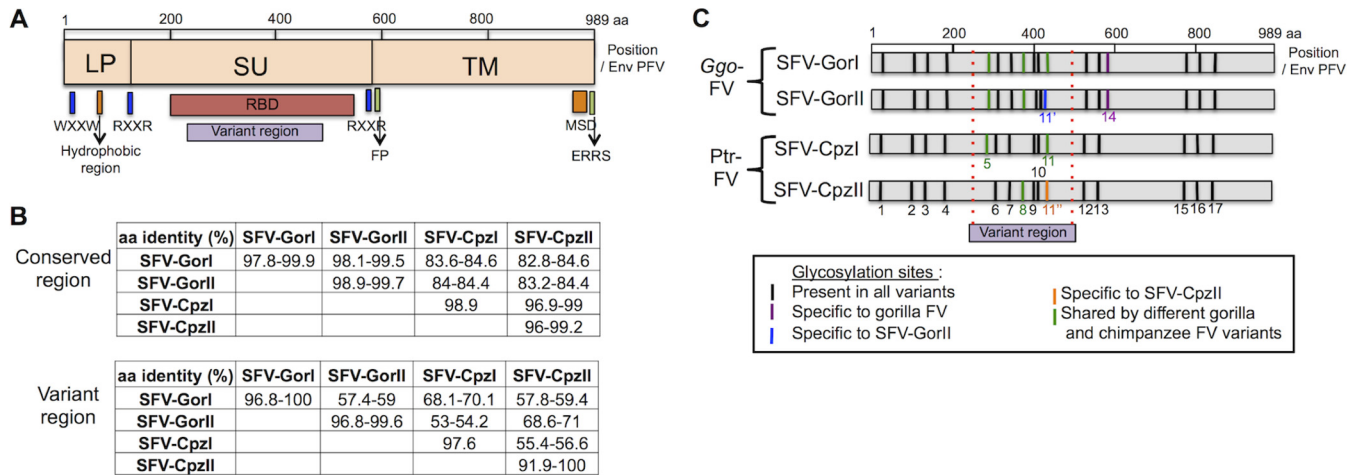 A
1 200 400 600 800 989 aa
Position
/ Env PFV
LP SU TM
RBD
WXXW RXXR Variant region RXXR MSD
Hydrophobic
region
FP ERRS
B
Conserved
region
aa identity (%) SFV-GorI SFV-GorII SFV-CpzI SFV-CpzII
SFV-GorI 97.8-99.9 98.1-99.5 83.6-84.6 82.8-84.6
SFV-GorII 98.9-99.7 84-84.4 83.2-84.4
SFV-CpzI 98.9 96.9-99
SFV-CpzII 96-99.2
Variant
region
aa identity (%) SFV-GorI SFV-GorII SFV-CpzI SFV-CpzII
SFV-GorI 96.8-100 57.4-59 68.1-70.1 57.8-59.4
SFV-GorII 96.8-99.6 53-54.2 68.6-71
SFV-CpzI 97.6 55.4-56.6
SFV-CpzII 91.9-100
C
1 200 400 600 800 989 aa
Position
/ Env PFV
Ggo-
FV
SFV-GorI
SFV-GorII
11' 14
Ptr-
FV
SFV-CpzI
5 11
10
SFV-CpzII
1 2 3 4 6 7 8 9 11'' 12 13 15 16 17
Variant region
Glycosylation sites :
Present in all variants
Specific to gorilla FV
Specific to SFV-GorII
Specific to SFV-CpzII
Shared by different gorilla
and chimpanzee FV variants